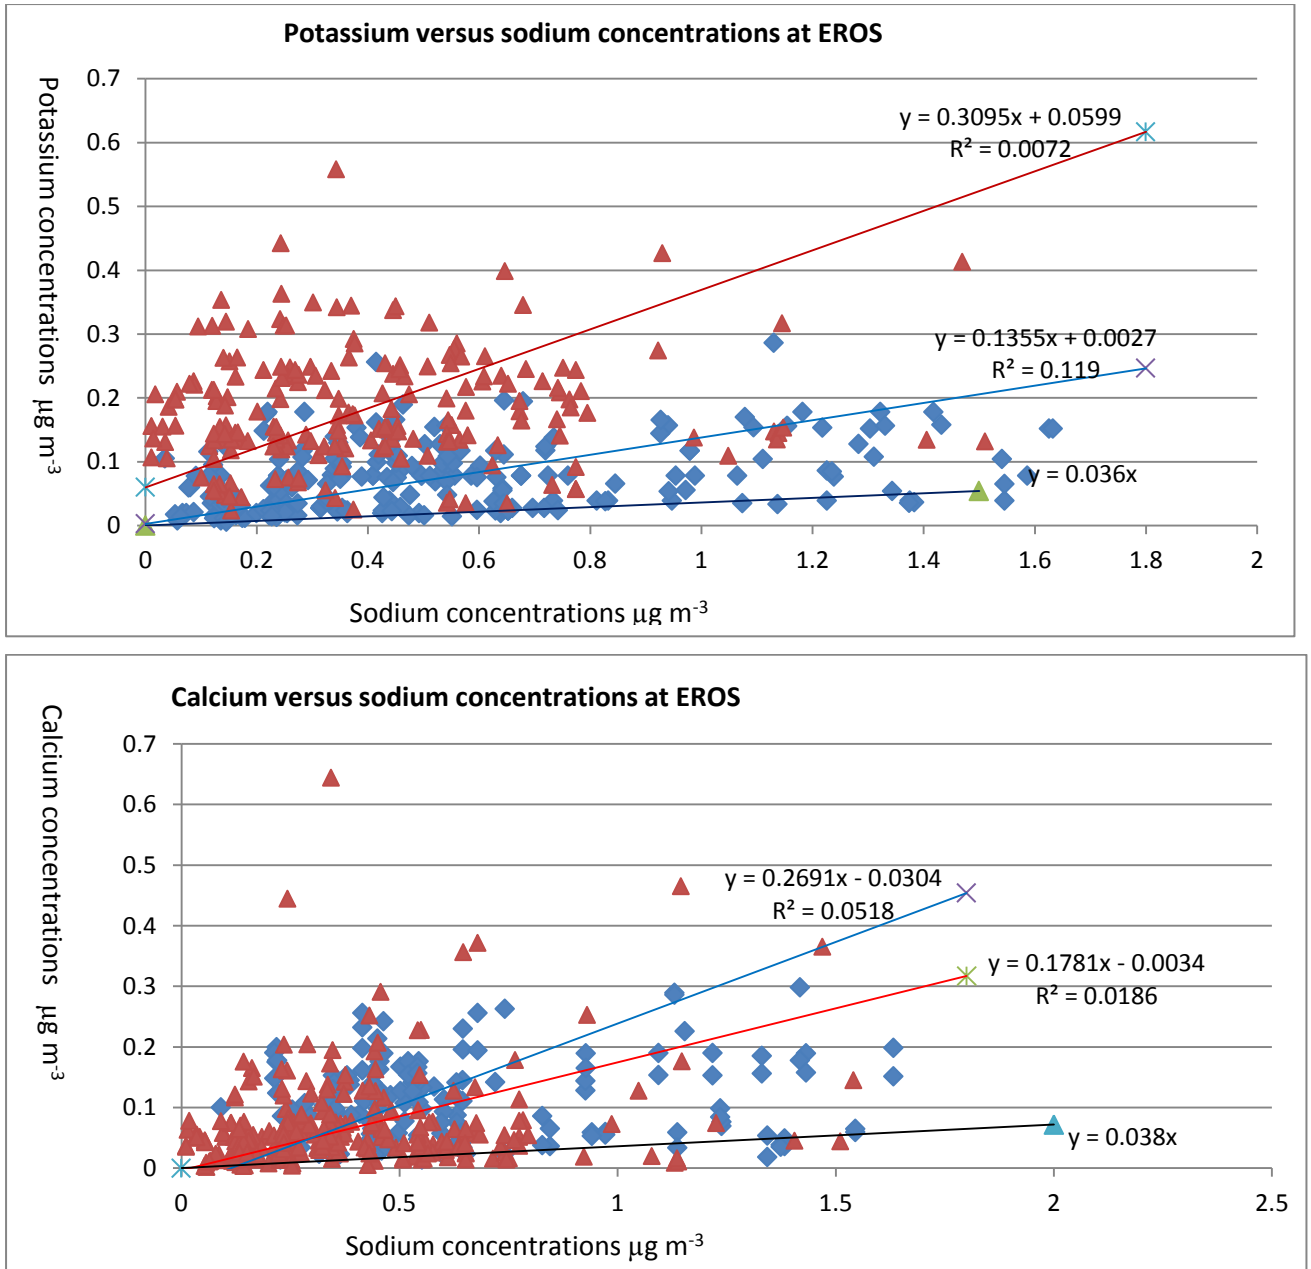 Potassium versus sodium concentrations at EROS
Potassium concentrations µg m-3
0.7
0.6
0.5
0.4
0.3
0.2
0.1
0
y = 0.3095x + 0.0599
R² = 0.0072
y = 0.1355x + 0.0027
R² = 0.119
y = 0.036x
0 0.2 0.4 0.6 0.8 1 1.2 1.4 1.6 1.8 2
Sodium concentrations µg m-3
Calcium versus sodium concentrations at EROS
Calcium concentrations µg m-3
0.7
0.6
0.5
0.4
0.3
0.2
0.1
0
y = 0.2691x - 0.0304
R² = 0.0518
y = 0.1781x - 0.0034
R² = 0.0186
y = 0.038x
0 0.5 1 1.5 2 2.5
Sodium concentrations µg m-3